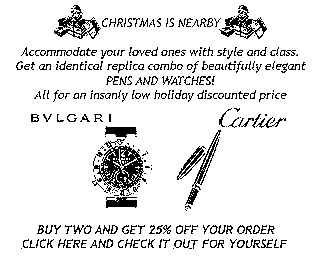 CHRISTMAS IS NEARBY
Accommodate your loved ones with style and class.
Get an identical replica combo of beautifully elegant
PENS AND WATCHES!
All for an insanly low holiday discounted price
BVLGARI
Cartier
BUY TWO AND GET 25% OFF YOUR ORDER
CLICK HERE AND CHECK IT OUT FOR YOURSELF